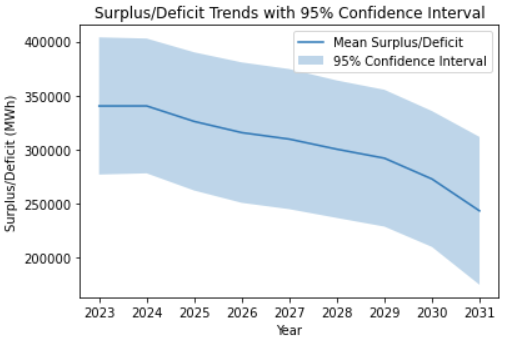 Surplus/Deficit Trends with 95% Confidence Interval
Mean Surplus/Deficit
95% Confidence Interval
Surplus/Deficit (MWh)
400000
350000
300000
250000
200000
2023 2024 2025 2026 2027 2028 2029 2030 2031
Year